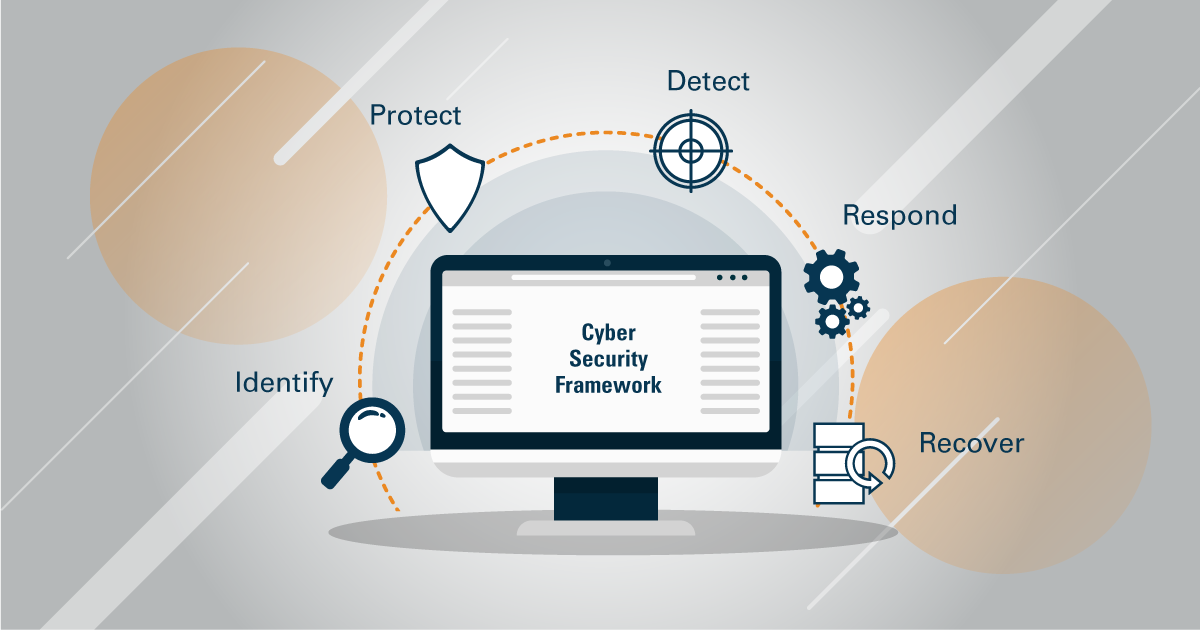 Detect
Protect
Respond
Cyber
Security
Framework
Identify
Recover